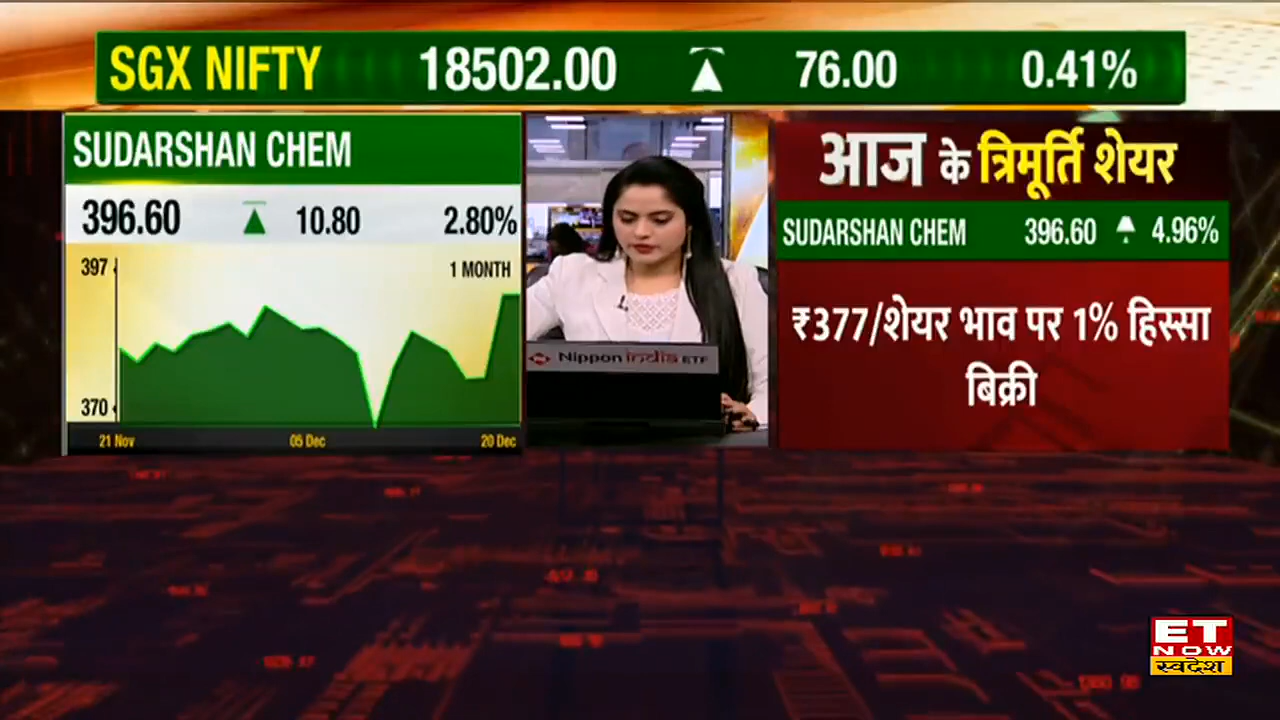 SGX NIFTY 18502.00 76.00 0.41%
SUDARSHAN CHEM
396.60 10.80 2.80%
397 1 MONTH
370
21 Nov 05 Dec 20 Dec
Nippon india ETF
आज के त्रिमूर्ति शेयर
SUDARSHAN CHEM 396.60 4.96%
₹377/शेयर भाव पर 1% हिस्सा
बिक्री
ET
NOW
स्वदेश